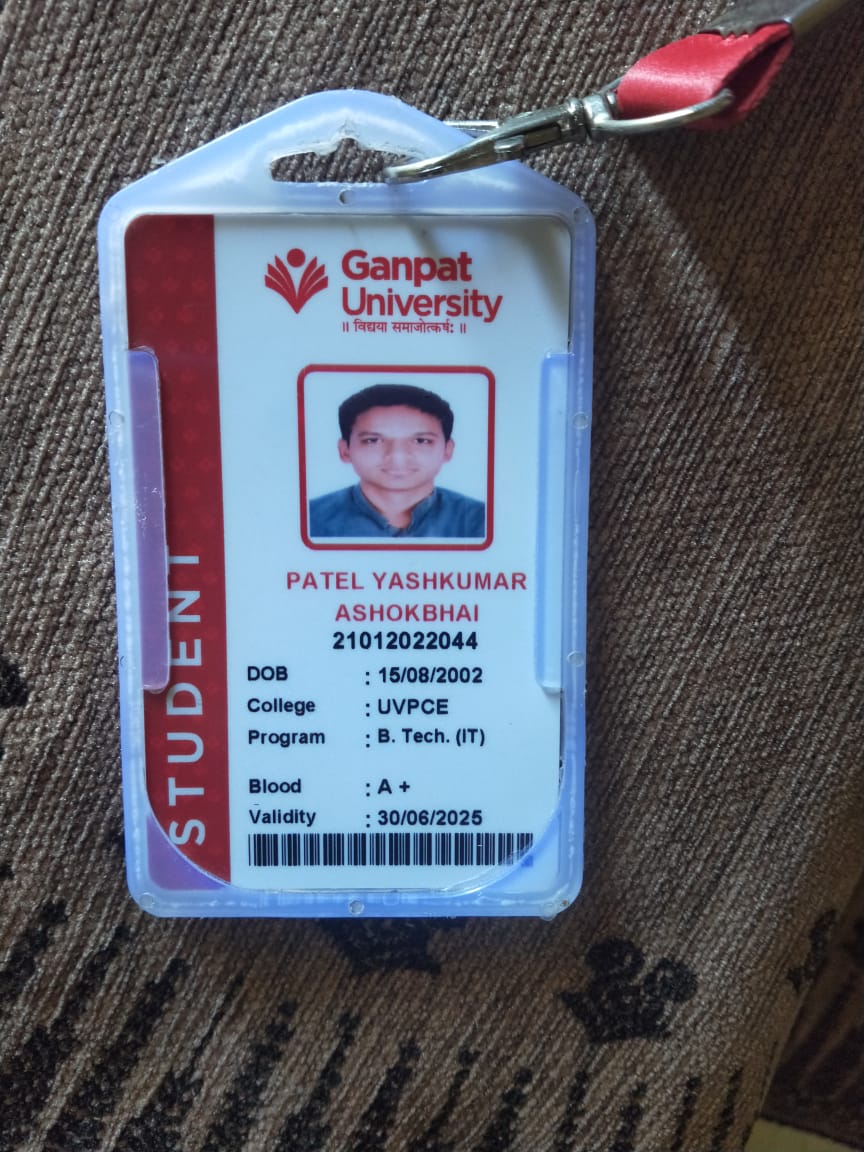 Ganpat
University
॥ विद्यया समाजोत्कर्षः ॥
PATEL YASHKUMAR
ASHOKBHAI
21012022044
DOB : 15/08/2002
College : UVPCE
Program : B. Tech. (IT)
Blood : A +
Validity : 30/06/2025
STUDENT